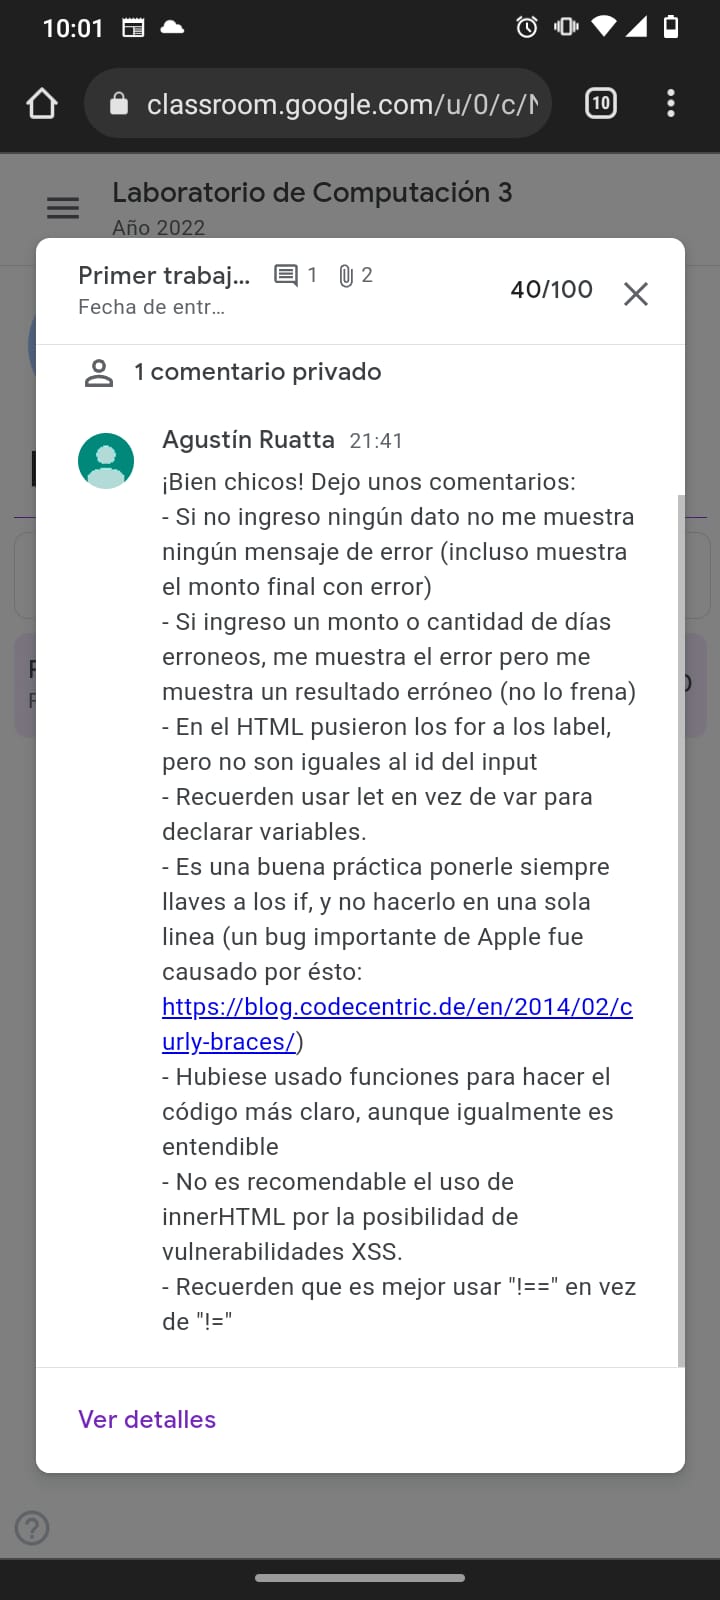 10:01
classroom.google.com/u/0/c/N
10
Laboratorio de Computación 3
Año 2022
Primer trabaj... 1 2
Fecha de entr...
40/100
1 comentario privado
Agustín Ruatta 21:41
¡Bien chicos! Dejo unos comentarios:
- Si no ingreso ningún dato no me muestra
ningún mensaje de error (incluso muestra
el monto final con error)
- Si ingreso un monto o cantidad de días
erroneos, me muestra el error pero me
muestra un resultado erróneo (no lo frena)
- En el HTML pusieron los for a los label,
pero no son iguales al id del input
- Recuerden usar let en vez de var para
declarar variables.
- Es una buena práctica ponerle siempre
llaves a los if, y no hacerlo en una sola
linea (un bug importante de Apple fue
causado por ésto:
https://blog.codecentric.de/en/2014/02/c
urly-braces/)
- Hubiese usado funciones para hacer el
código más claro, aunque igualmente es
entendible
- No es recomendable el uso de
innerHTML por la posibilidad de
vulnerabilidades XSS.
- Recuerden que es mejor usar "!==" en vez
de "!="
Ver detalles